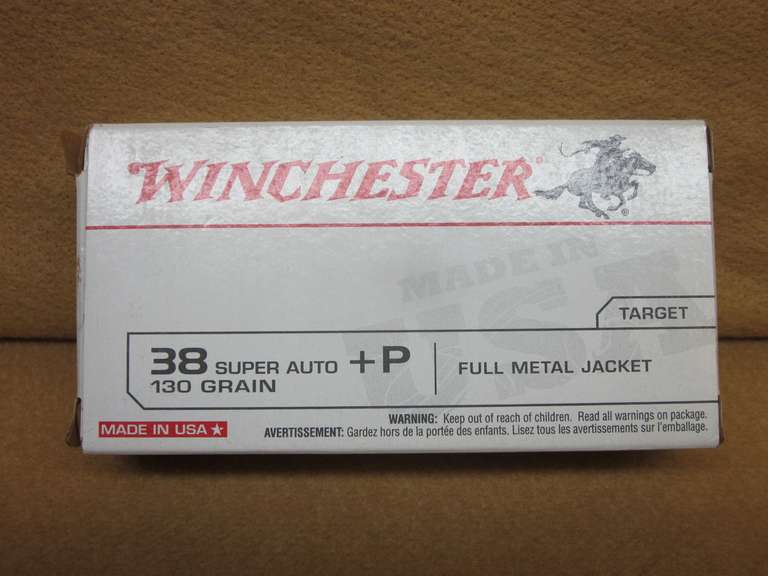 WINCHESTER®
MADE IN
USA
TARGET
38 SUPER AUTO +P
130 GRAIN
FULL METAL JACKET
MADE IN USA ★
WARNING: Keep out of reach of children. Read all warnings on package.
AVERTISSEMENT: Gardez hors de la portée des enfants. Lisez tous les avertissements sur l'emballage.